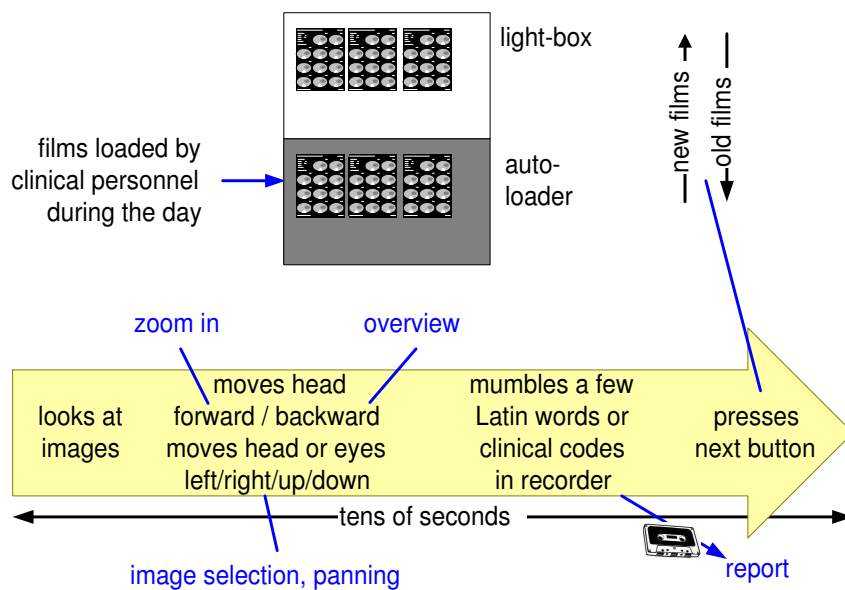 light-box
films loaded by
clinical personnel
during the day
auto-
loader
new films
old films
zoom in
overview
looks at
images
moves head
forward / backward
moves head or eyes
left/right/up/down
mumbles a few
Latin words or
clinical codes
in recorder
presses
next button
tens of seconds
image selection, panning
report